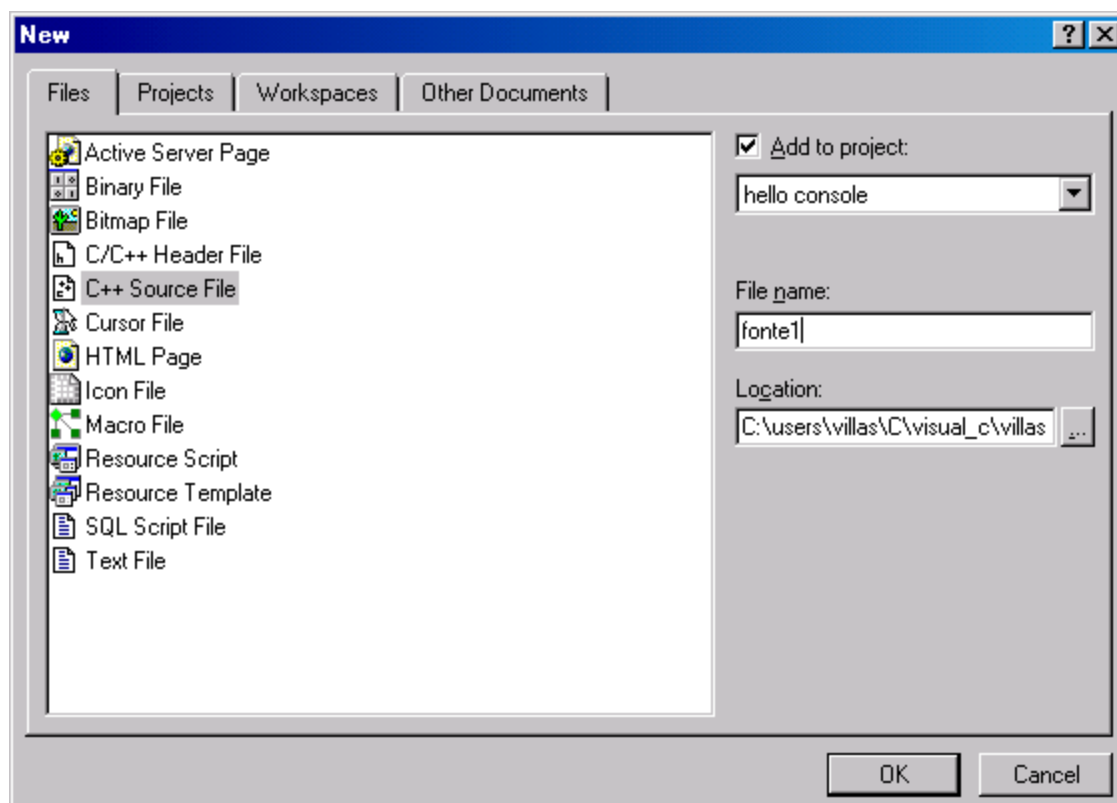 New
Files Projects Workspaces Other Documents
Active Server Page
Binary File
Bitmap File
C/C++ Header File
C++ Source File
Cursor File
HTML Page
Icon File
Macro File
Resource Script
Resource Template
SQL Script File
Text File
Add to project:
hello console
File name:
fonte1
Location:
C:\users\villas\C\visual_c\villas
...
OK Cancel